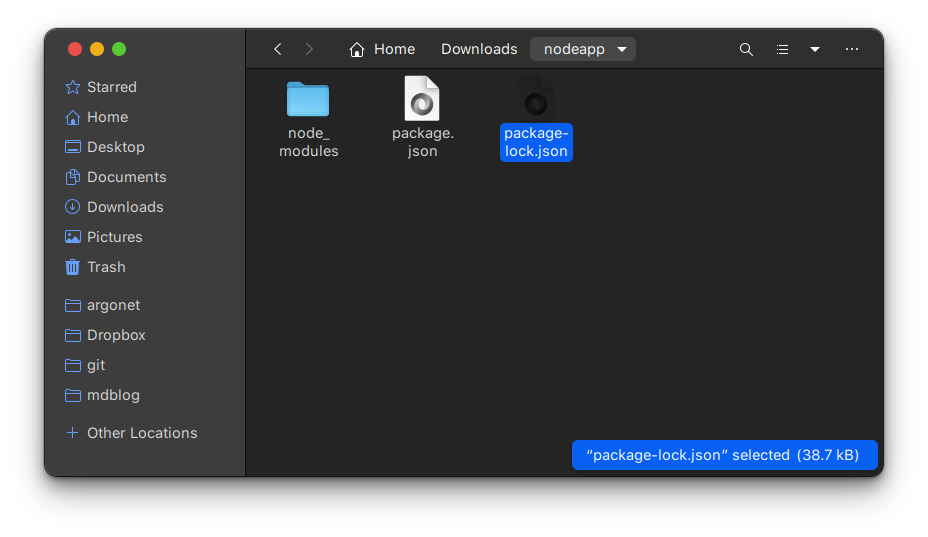 Home
Downloads
nodeapp
Starred
Home
Desktop
Documents
Downloads
Pictures
Trash
argonet
Dropbox
git
mdblog
Other Locations
node_
modules
package.
json
package-
lock.json
“package-lock.json” selected (38.7 kB)